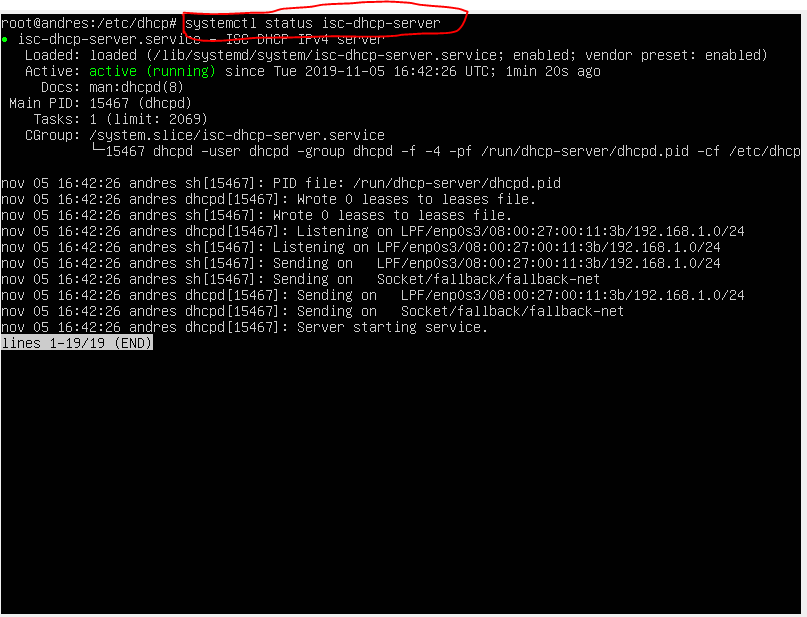 root@andres:/etc/dhcp# systemctl status isc-dhcp-server
● isc-dhcp-server.service - ISC DHCP IPv4 server
Loaded: loaded (/lib/systemd/system/isc-dhcp-server.service; enabled; vendor preset: enabled)
Active: active (running) since Tue 2019-11-05 16:42:26 UTC; 1min 20s ago
Docs: man:dhcpd(8)
Main PID: 15467 (dhcpd)
Tasks: 1 (limit: 2069)
CGroup: /system.slice/isc-dhcp-server.service
└─15467 dhcpd -user dhcpd -group dhcpd -f -4 -pf /run/dhcp-server/dhcpd.pid -cf /etc/dhcp
nov 05 16:42:26 andres sh[15467]: PID file: /run/dhcp-server/dhcpd.pid
nov 05 16:42:26 andres dhcpd[15467]: Wrote 0 leases to leases file.
nov 05 16:42:26 andres sh[15467]: Wrote 0 leases to leases file.
nov 05 16:42:26 andres dhcpd[15467]: Listening on LPF/enp0s3/08:00:27:00:11:3b/192.168.1.0/24
nov 05 16:42:26 andres sh[15467]: Listening on LPF/enp0s3/08:00:27:00:11:3b/192.168.1.0/24
nov 05 16:42:26 andres sh[15467]: Sending on   LPF/enp0s3/08:00:27:00:11:3b/192.168.1.0/24
nov 05 16:42:26 andres sh[15467]: Sending on   Socket/fallback/fallback-net
nov 05 16:42:26 andres dhcpd[15467]: Sending on   LPF/enp0s3/08:00:27:00:11:3b/192.168.1.0/24
nov 05 16:42:26 andres dhcpd[15467]: Sending on   Socket/fallback/fallback-net
nov 05 16:42:26 andres dhcpd[15467]: Server starting service.
lines 1-19/19 (END)